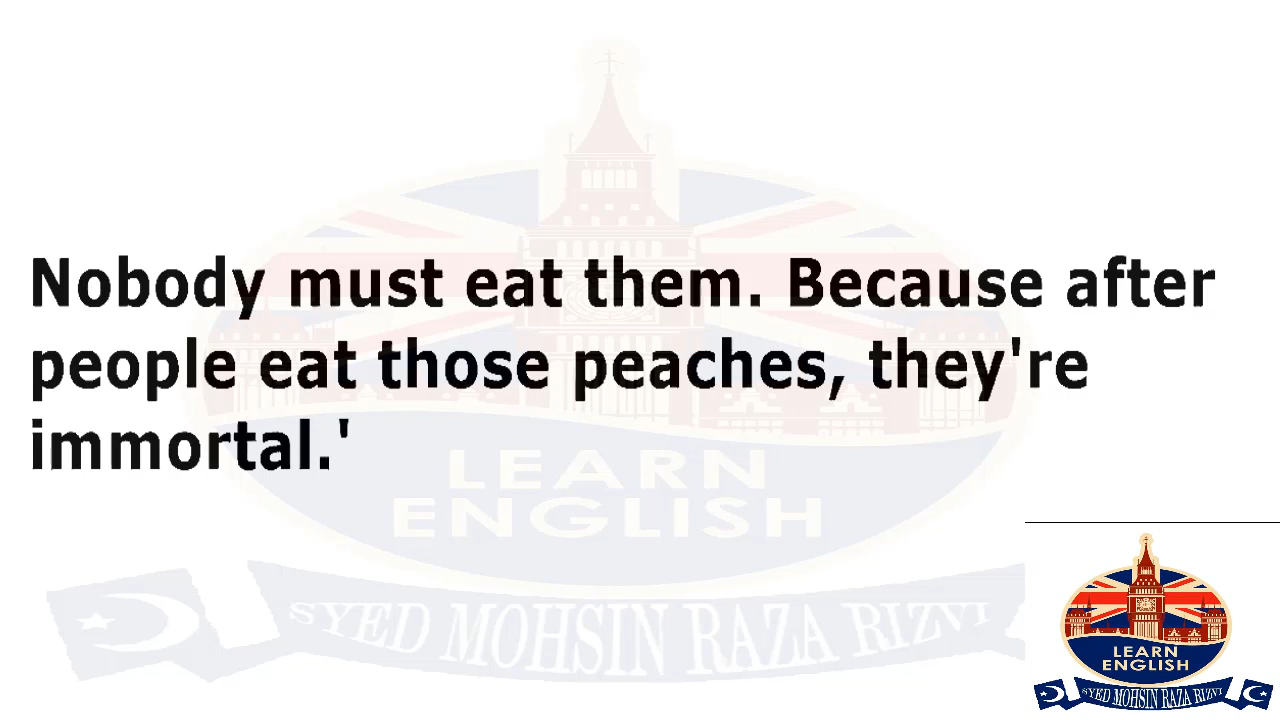 Nobody must eat them. Because after
people eat those peaches, they're
immortal.'
LEARN
ENGLISH
SYED MOHSIN RAZA RIZVI
LEARN
ENGLISH
SYED MOHSIN RAZA RIZVI